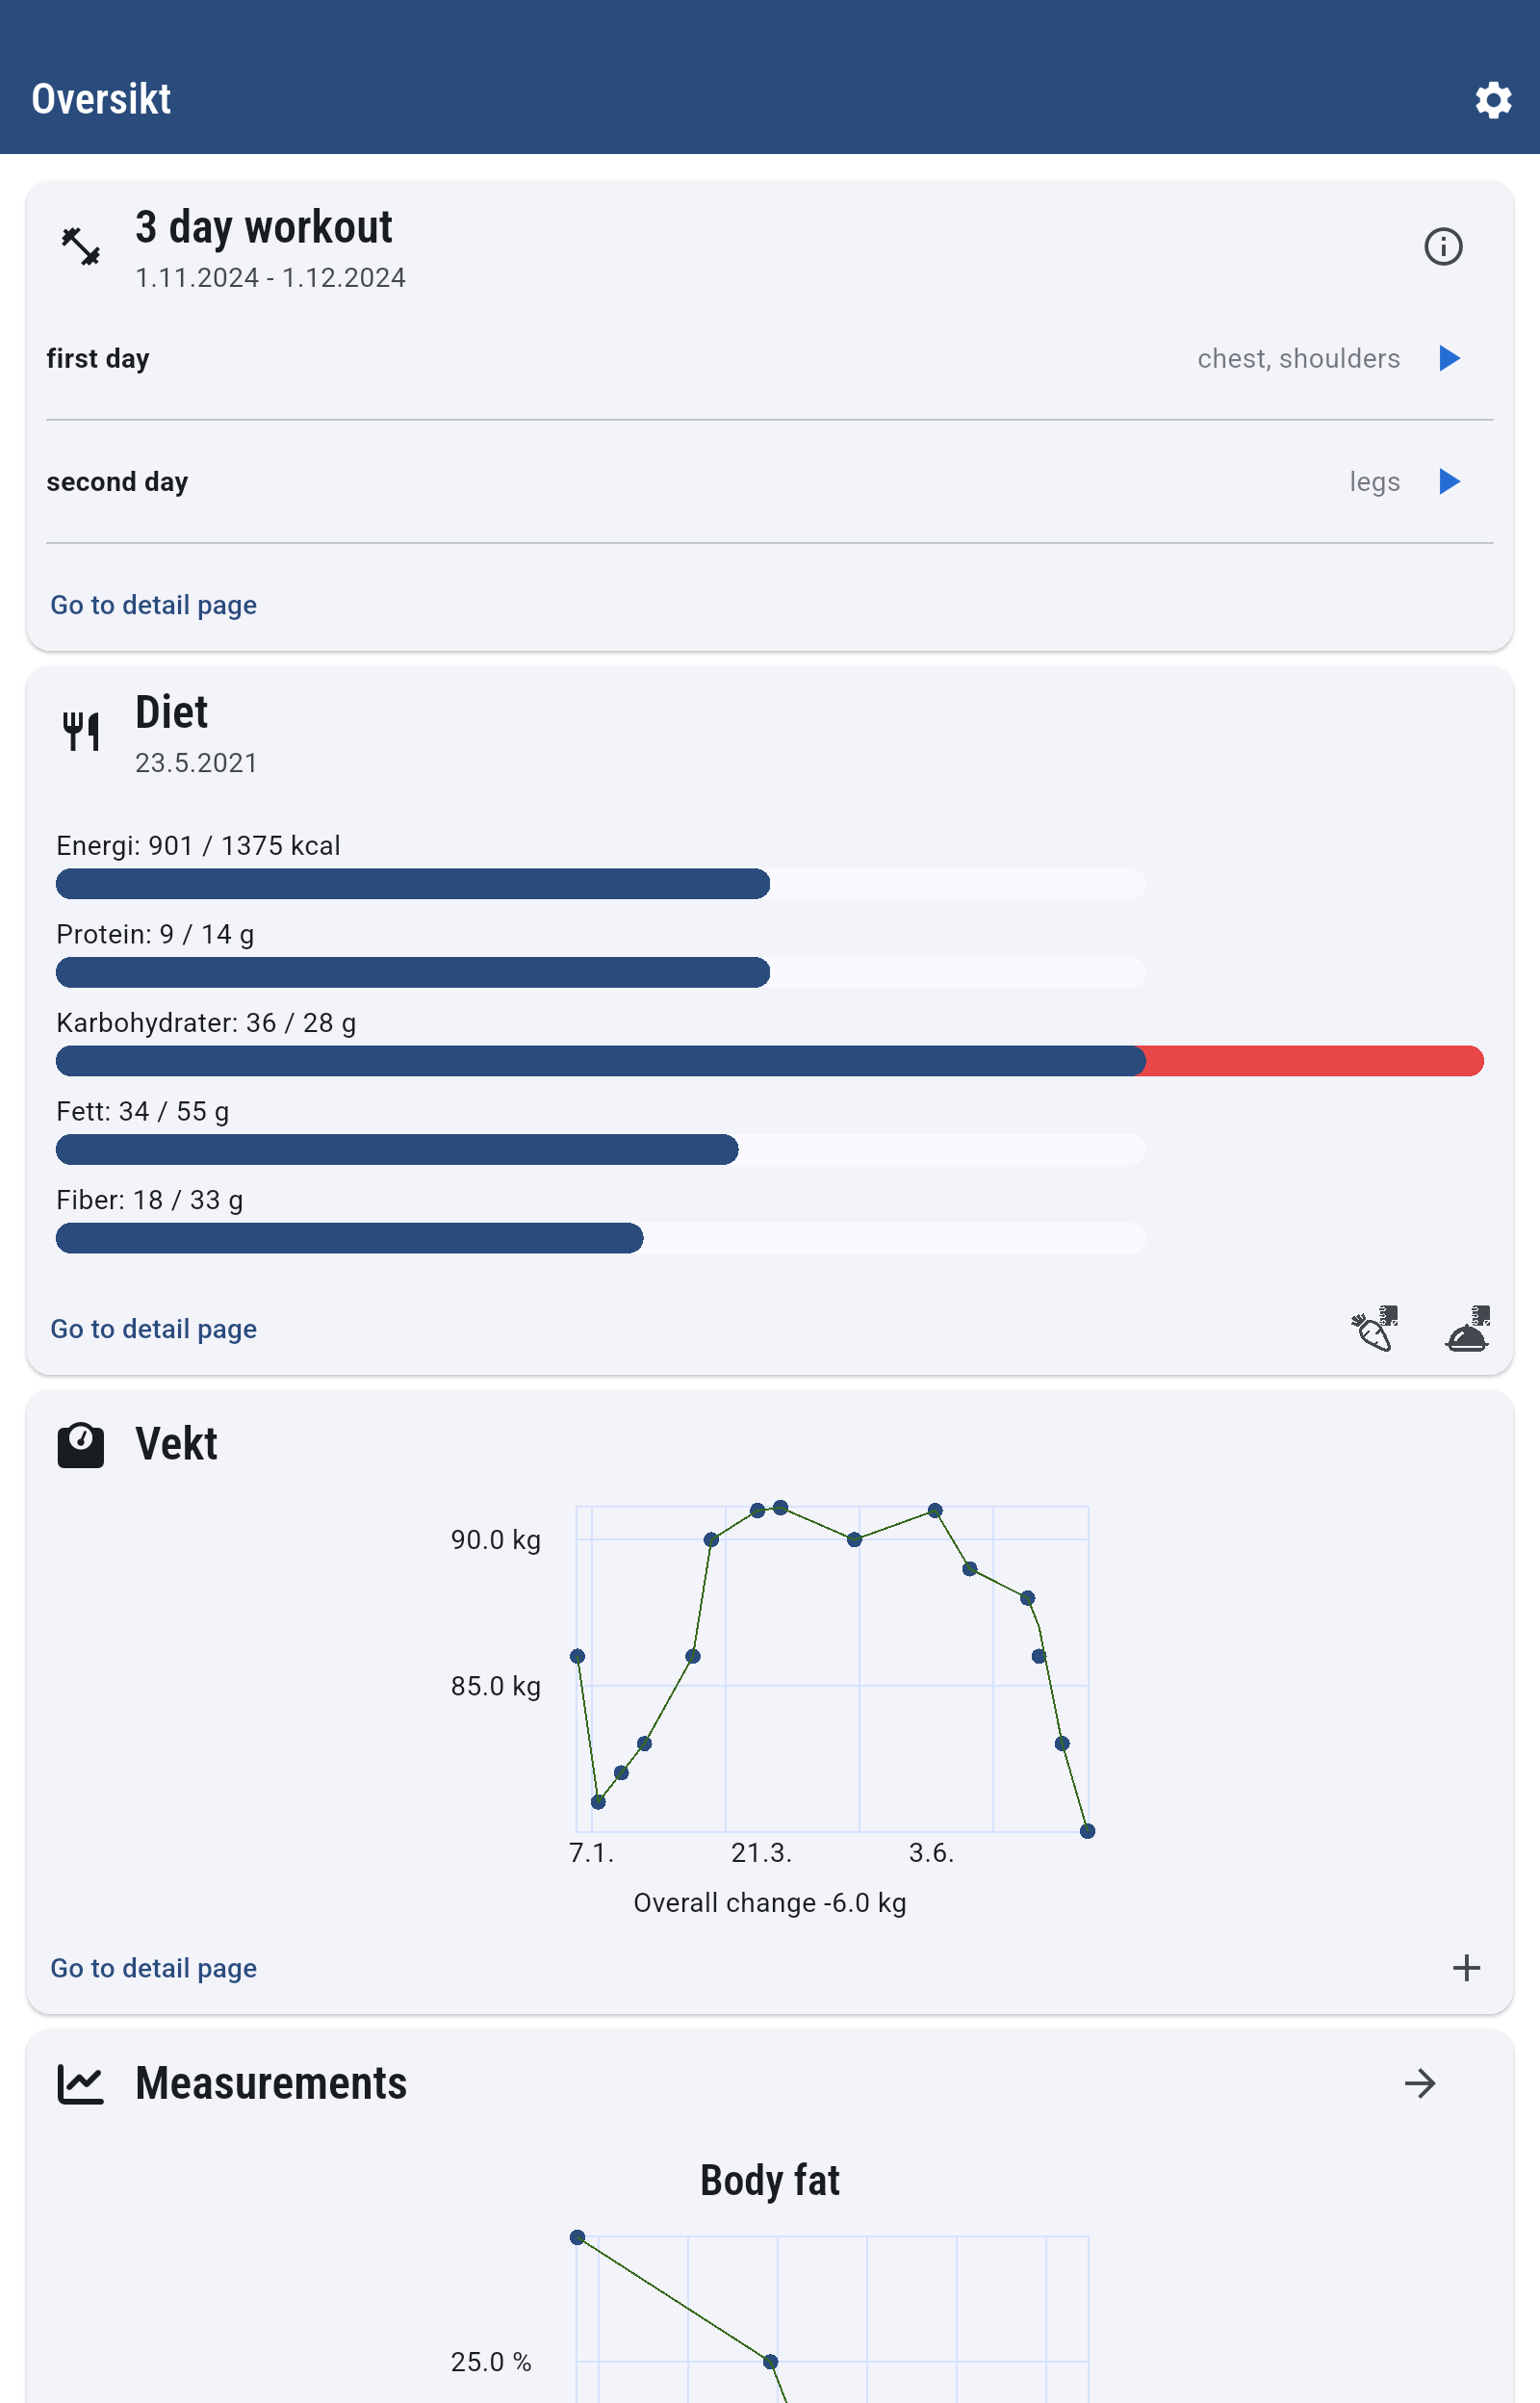 Oversikt
3 day workout
1.11.2024 - 1.12.2024
first day
chest, shoulders
second day
legs
Go to detail page
Diet
23.5.2021
Energi: 901 / 1375 kcal
Protein: 9 / 14 g
Karbohydrater: 36 / 28 g
Fett: 34 / 55 g
Fiber: 18 / 33 g
Go to detail page
Vekt
90.0 kg
85.0 kg
7.1. 21.3. 3.6.
Overall change -6.0 kg
Go to detail page
Measurements
Body fat
25.0 %